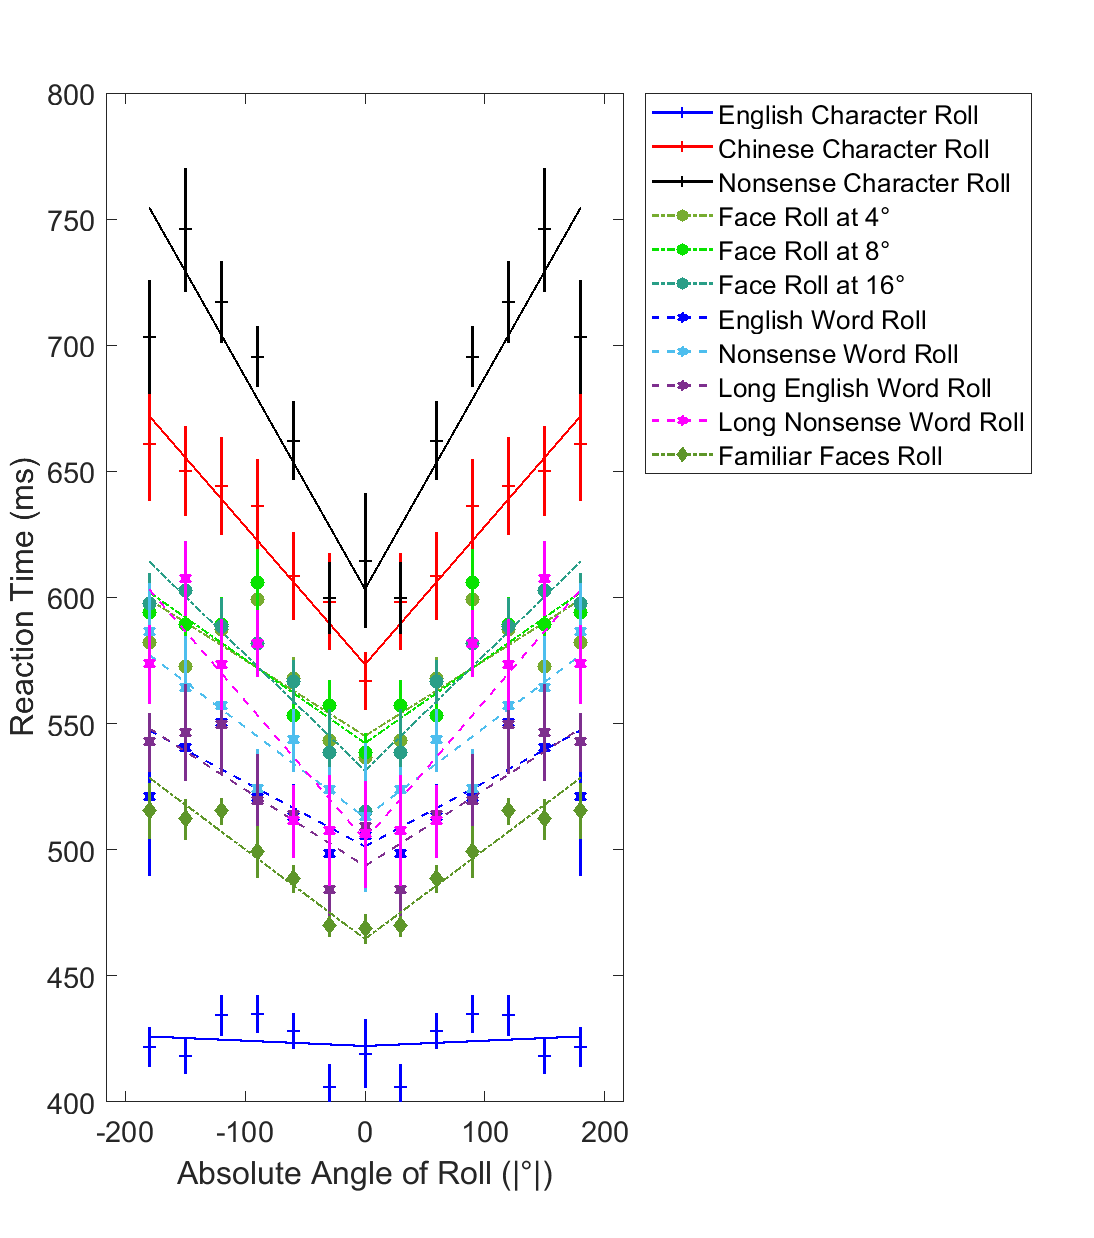 800
750
700
650
600
550
500
450
400
-200
-100
0
100
200
Reaction Time (ms)
Absolute Angle of Roll (|°|)
English Character Roll
Chinese Character Roll
Nonsense Character Roll
Face Roll at 4°
Face Roll at 8°
Face Roll at 16°
English Word Roll
Nonsense Word Roll
Long English Word Roll
Long Nonsense Word Roll
Familiar Faces Roll